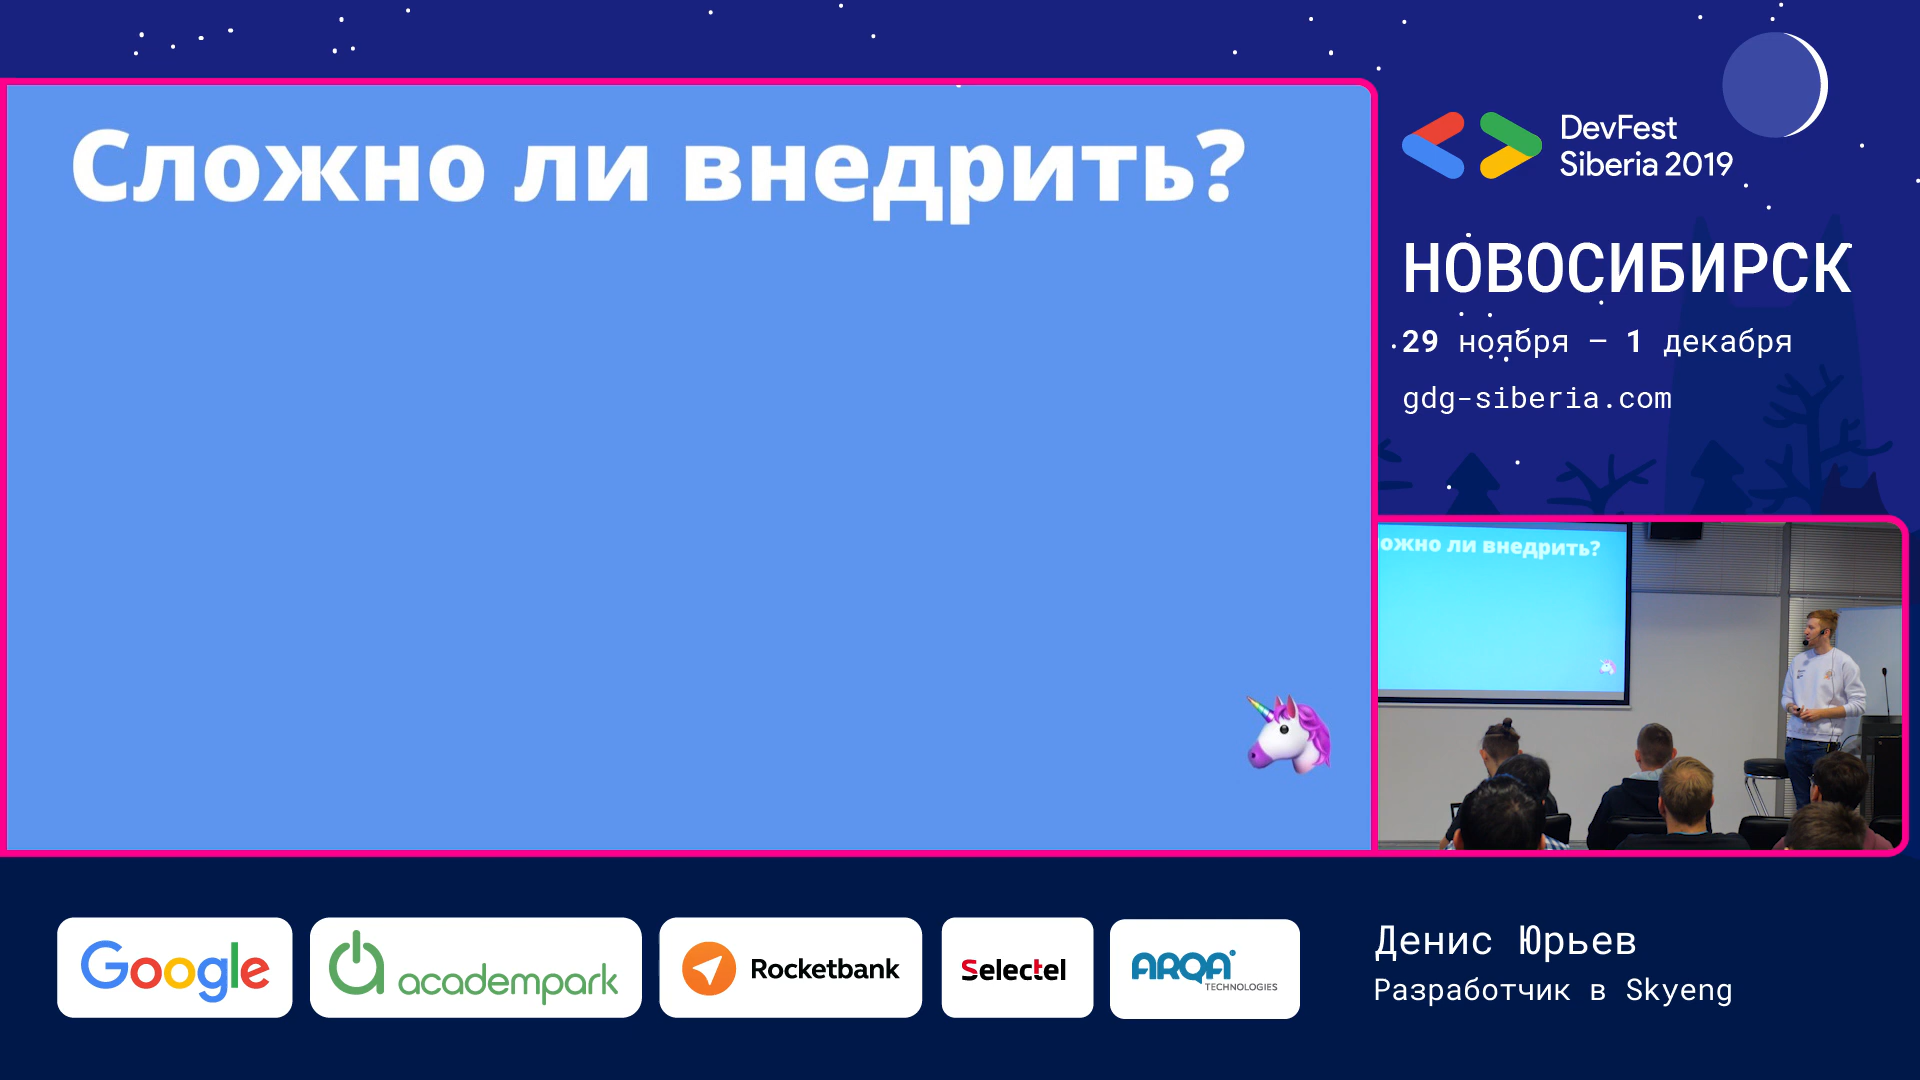 Сложно ли внедрить?
DevFest
Siberia 2019
НОВОСИБИРСК
29 ноября – 1 декабря
gdg-siberia.com
ожно ли внедрить?
Google
academpark
Rocketbank
Selectel
ARQA
TECHNOLOGIES
Денис Юрьев
Разработчик в Skyeng